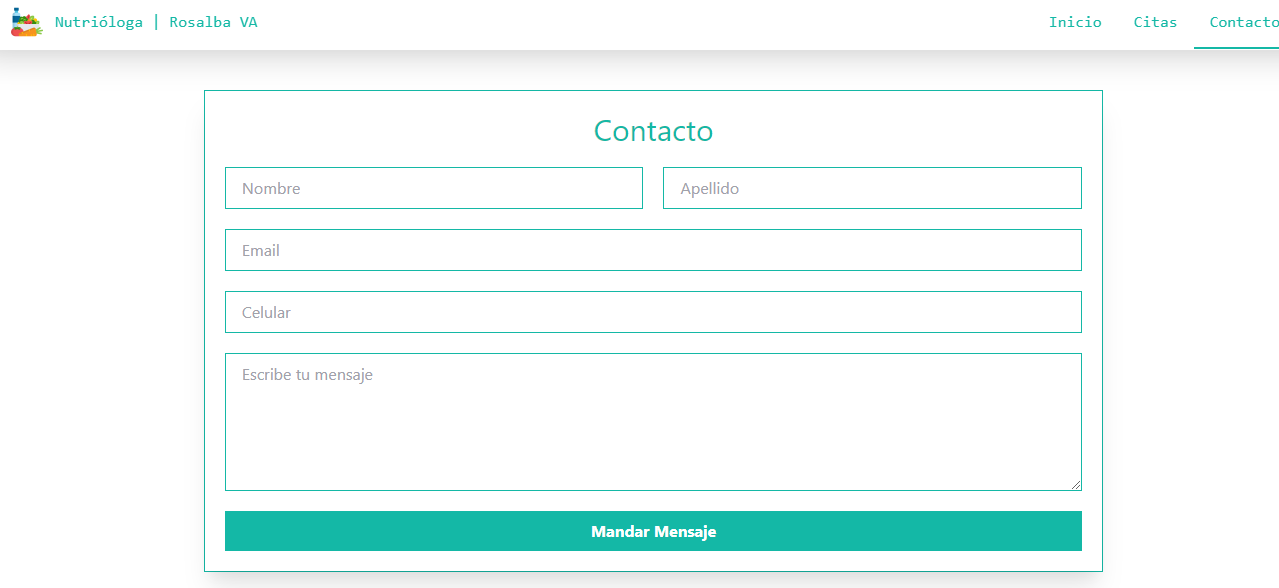 Nutrióloga | Rosalba VA
Inicio Citas Contacto
Contacto
Nombre Apellido
Email
Celular
Escribe tu mensaje
Mandar Mensaje